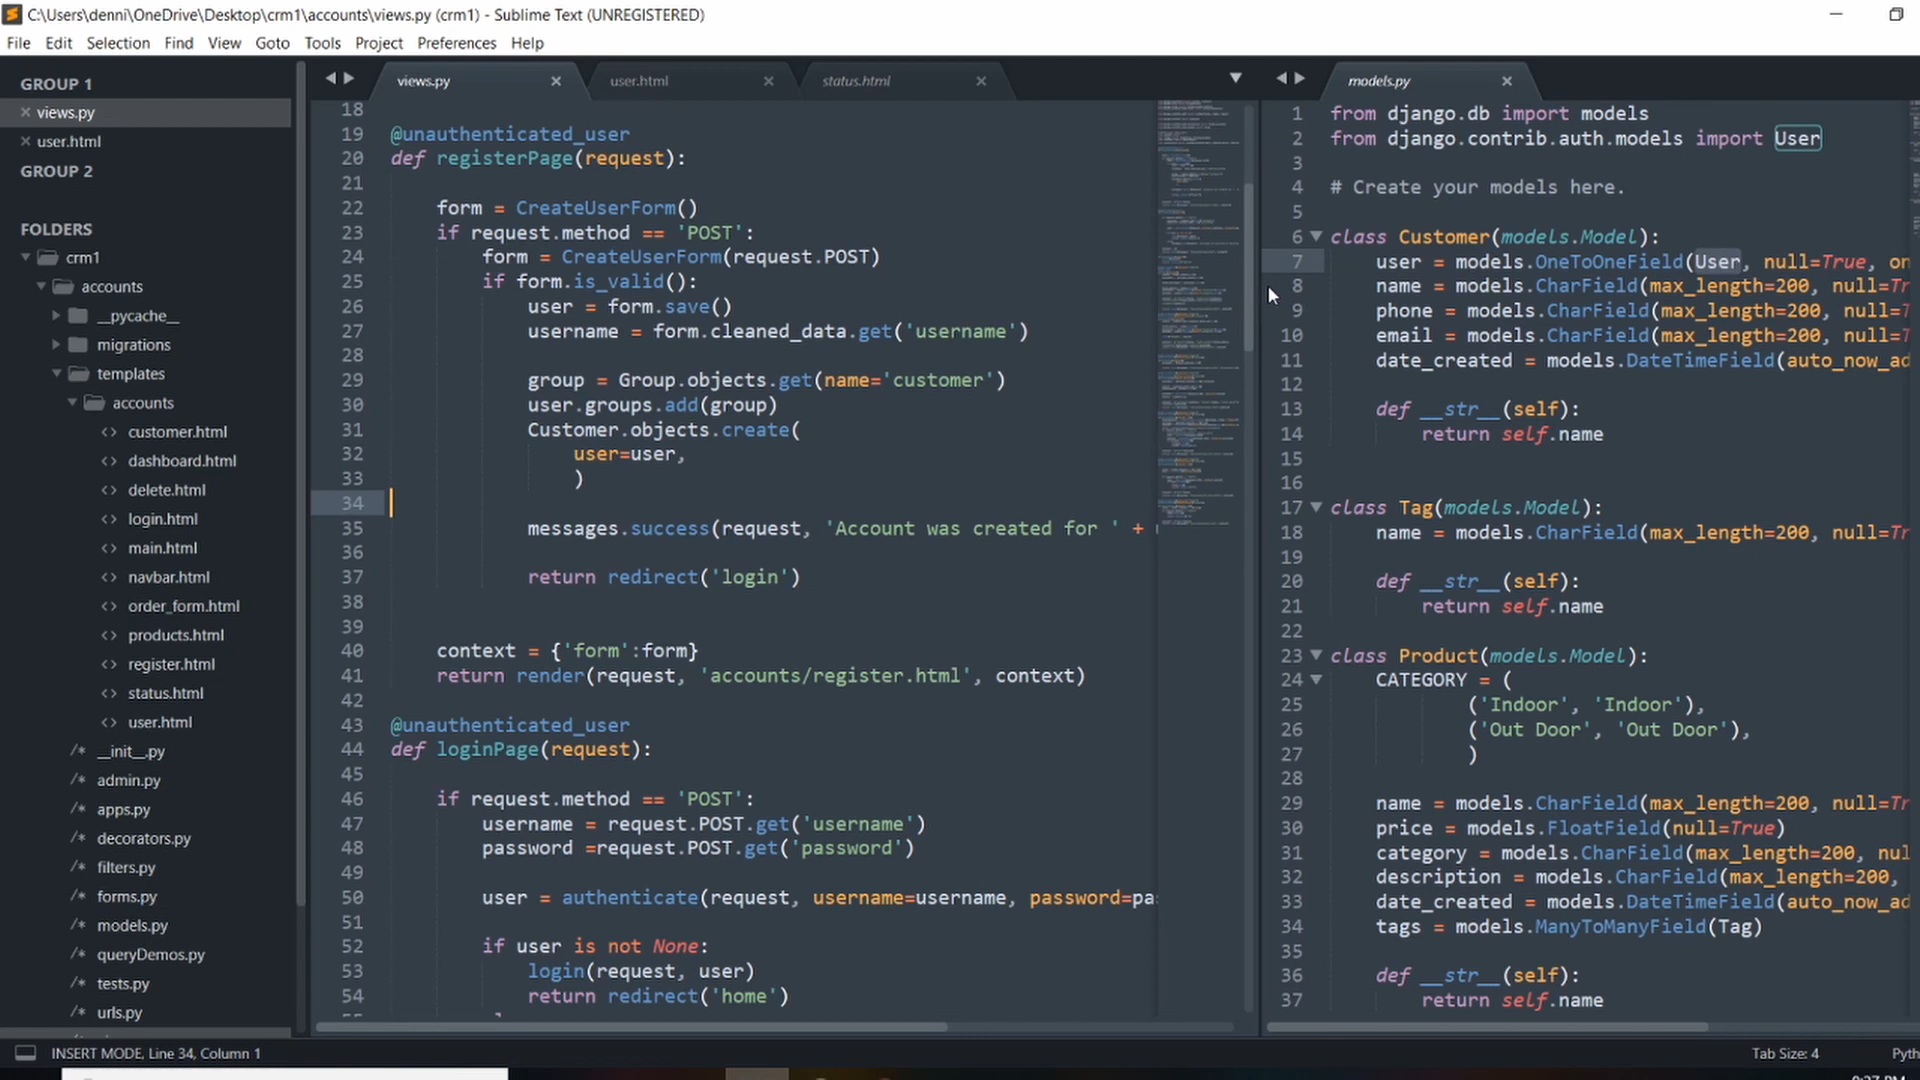 C:\Users\denni\OneDrive\Desktop\crm1\accounts\views.py (crm1) - Sublime Text (UNREGISTERED)
File Edit Selection Find View Goto Tools Project Preferences Help
GROUP 1
views.py
user.html
GROUP 2
FOLDERS
crm1
accounts
__pycache__
migrations
templates
accounts
customer.html
dashboard.html
delete.html
login.html
main.html
navbar.html
order_form.html
products.html
register.html
status.html
user.html
/* __init__.py
/* admin.py
/* apps.py
/* decorators.py
/* filters.py
/* forms.py
/* models.py
/* queryDemos.py
/* tests.py
/* urls.py
views.py user.html status.html
18
19 @unauthenticated_user
20 def registerPage(request):
21
22 form = CreateUserForm()
23 if request.method == 'POST':
24 form = CreateUserForm(request.POST)
25 if form.is_valid():
26 user = form.save()
27 username = form.cleaned_data.get('username')
28
29 group = Group.objects.get(name='customer')
30 user.groups.add(group)
31 Customer.objects.create(
32 user=user,
33 )
34
35 messages.success(request, 'Account was created for ' +
36
37 return redirect('login')
38
39
40 context = {'form':form}
41 return render(request, 'accounts/register.html', context)
42
43 @unauthenticated_user
44 def loginPage(request):
45
46 if request.method == 'POST':
47 username = request.POST.get('username')
48 password =request.POST.get('password')
49
50 user = authenticate(request, username=username, password=pa
51
52 if user is not None:
53 login(request, user)
54 return redirect('home')
models.py
1 from django.db import models
2 from django.contrib.auth.models import User
3
4 # Create your models here.
5
6 class Customer(models.Model):
7 user = models.OneToOneField(User, null=True, on
8 name = models.CharField(max_length=200, null=Tr
9 phone = models.CharField(max_length=200, null=T
10 email = models.CharField(max_length=200, null=T
11 date_created = models.DateTimeField(auto_now_ad
12
13 def __str__(self):
14 return self.name
15
16
17 class Tag(models.Model):
18 name = models.CharField(max_length=200, null=Tr
19
20 def __str__(self):
21 return self.name
22
23 class Product(models.Model):
24 CATEGORY = (
25 ('Indoor', 'Indoor'),
26 ('Out Door', 'Out Door'),
27 )
28
29 name = models.CharField(max_length=200, null=Tr
30 price = models.FloatField(null=True)
31 category = models.CharField(max_length=200, nul
32 description = models.CharField(max_length=200,
33 date_created = models.DateTimeField(auto_now_ad
34 tags = models.ManyToManyField(Tag)
35
36 def __str__(self):
37 return self.name
INSERT MODE, Line 34, Column 1
Tab Size: 4
Pyth